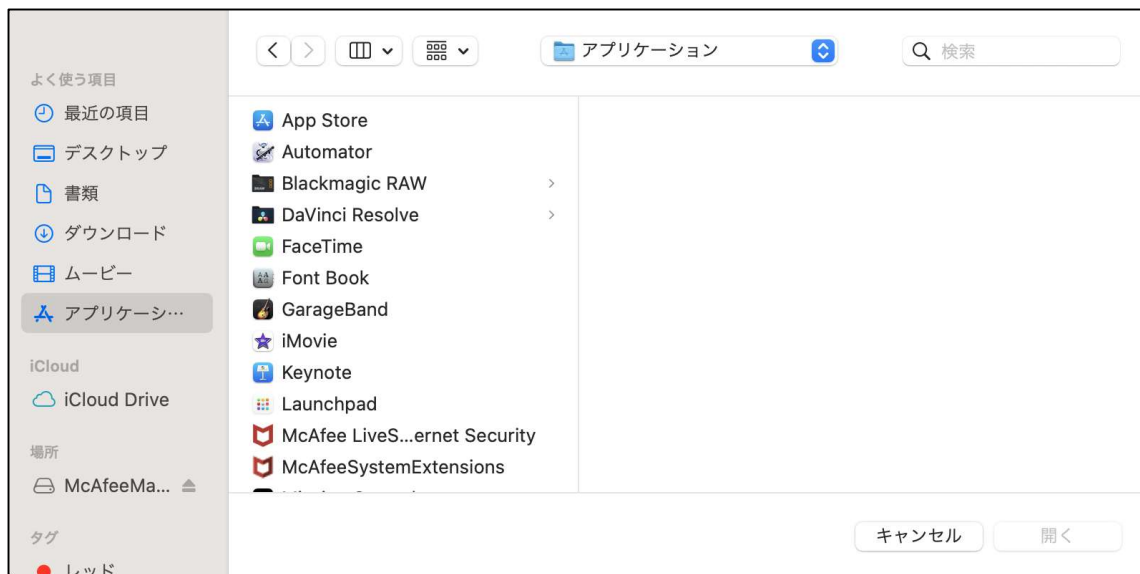 よく使う項目
最近の項目
デスクトップ
書類
ダウンロード
ムービー
アプリケーシ…
iCloud
iCloud Drive
場所
McAfeeMa...
タグ
レッド
アプリケーション
検索
App Store
Automator
Blackmagic RAW
DaVinci Resolve
FaceTime
Font Book
GarageBand
iMovie
Keynote
Launchpad
McAfee LiveS...ernet Security
McAfeeSystemExtensions
キャンセル
開く